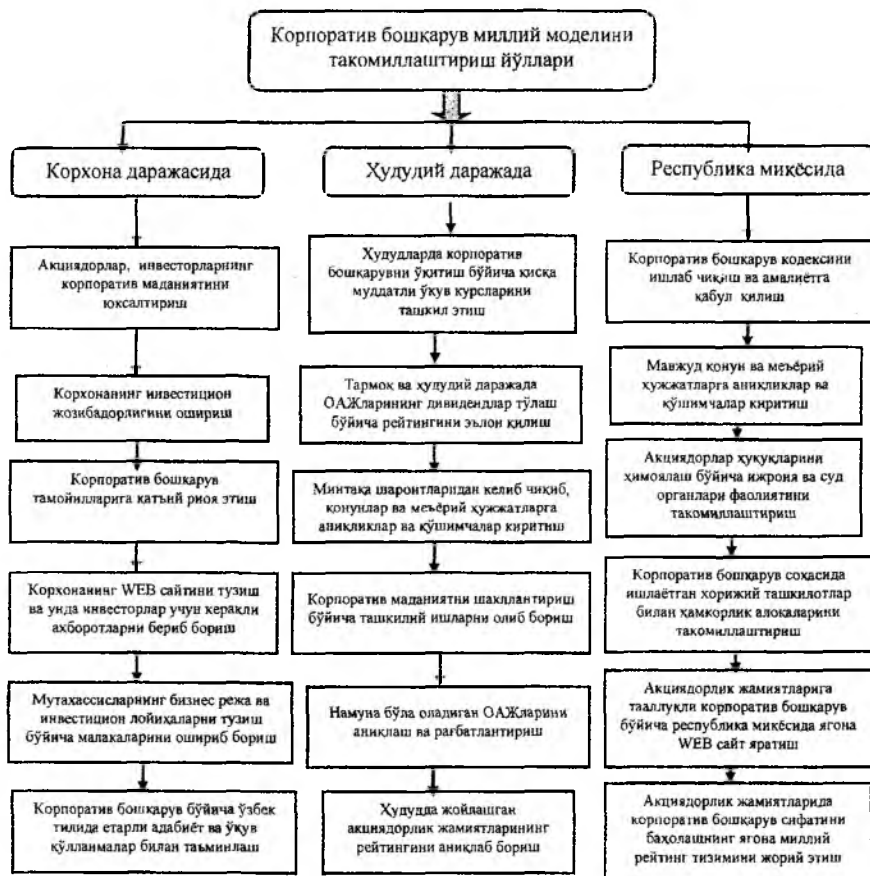 Корпоратив бошқарув миллий моделини
такомиллаштириш йўллари
Корхона даражасида
Акциядорлар, инвесторларнинг
корпоратив маданиятини
юксалтириш
Корхонанинг инвестицион
жозибадорлигини ошириш
Корпоратив бошқарув
тамойилларига қатъий риоя этиш
Корхонанинг WEB сайтини тузиш
ва унда инвесторлар учун керакли
ахборотларни бериб бориш
Мутахассисларнинг бизнес режа ва
инвестицион лойиҳаларни тузиш
бўйича малакаларини ошириб бориш
Корпоратив бошқарув бўйича ўзбек
тилида етарли адабиёт ва ўқув
қўлланмалар билан таъминлаш
Ҳудудий даражада
Ҳудудларда корпоратив
бошқарувни ўқитиш бўйича қисқа
муддатли ўқув курсларини
ташкил этиш
Тармоқ ва ҳудудий даражада
ОАЖларининг дивидендлар тўлаш
бўйича рейтингини эълон қилиш
Минтақа шароитларидан келиб чиқиб,
қонунлар ва меъёрий ҳужжатларга
аниқликлар ва қўшимчалар киритиш
Корпоратив маданиятни шакллантириш
бўйича ташкилий ишларни олиб бориш
Намуна бўла оладиган ОАЖларини
аниқлаш ва рағбатлантириш
Ҳудудда жойлашган
акциядорлик жамиятларининг
рейтингини аниқлаб бориш
Республика миқёсида
Корпоратив бошқарув кодексини
ишлаб чиқиш ва амалиётга
қабул қилиш
Мавжуд қонун ва меъёрий
ҳужжатларга аниқликлар ва
қўшимчалар киритиш
Акциядорлар ҳуқуқларини
ҳимоялаш бўйича ижроия ва суд
органлари фаолиятини
такомиллаштириш
Корпоратив бошқарув соҳасида
ишлаётган хорижий ташкилотлар
билан ҳамкорлик алоқаларини
такомиллаштириш
Акциядорлик жамиятларига
тааллуқли корпоратив бошқарув
бўйича республика миқёсида ягона
WEB сайт яратиш
Акциядорлик жамиятларида
корпоратив бошқарув сифатини
баҳолашнинг ягона миллий
рейтинг тизимини жорий этиш